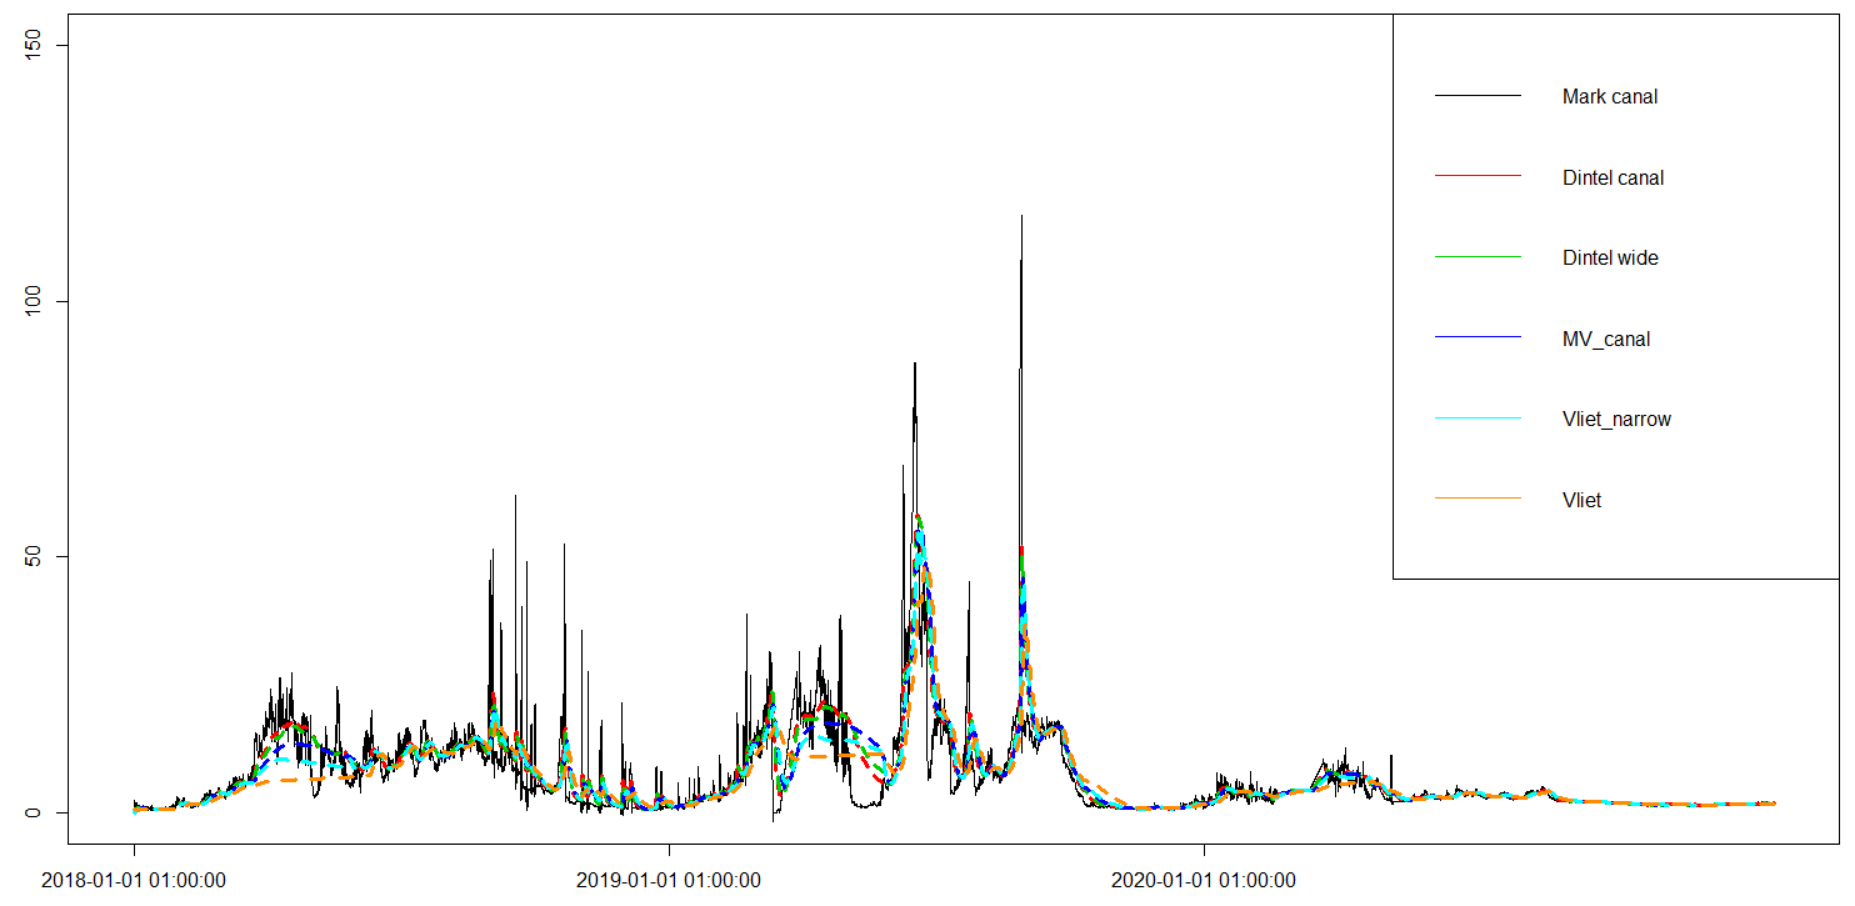 150
100
50
0
2018-01-01 01:00:00
2019-01-01 01:00:00
2020-01-01 01:00:00
Mark canal
Dintel canal
Dintel wide
MV_canal
Vliet_narrow
Vliet